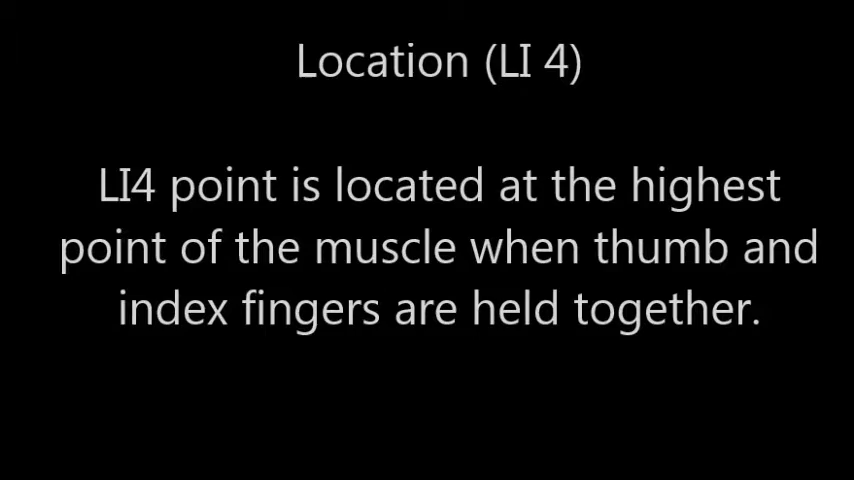 Location (LI 4)
LI4 point is located at the highest
point of the muscle when thumb and
index fingers are held together.